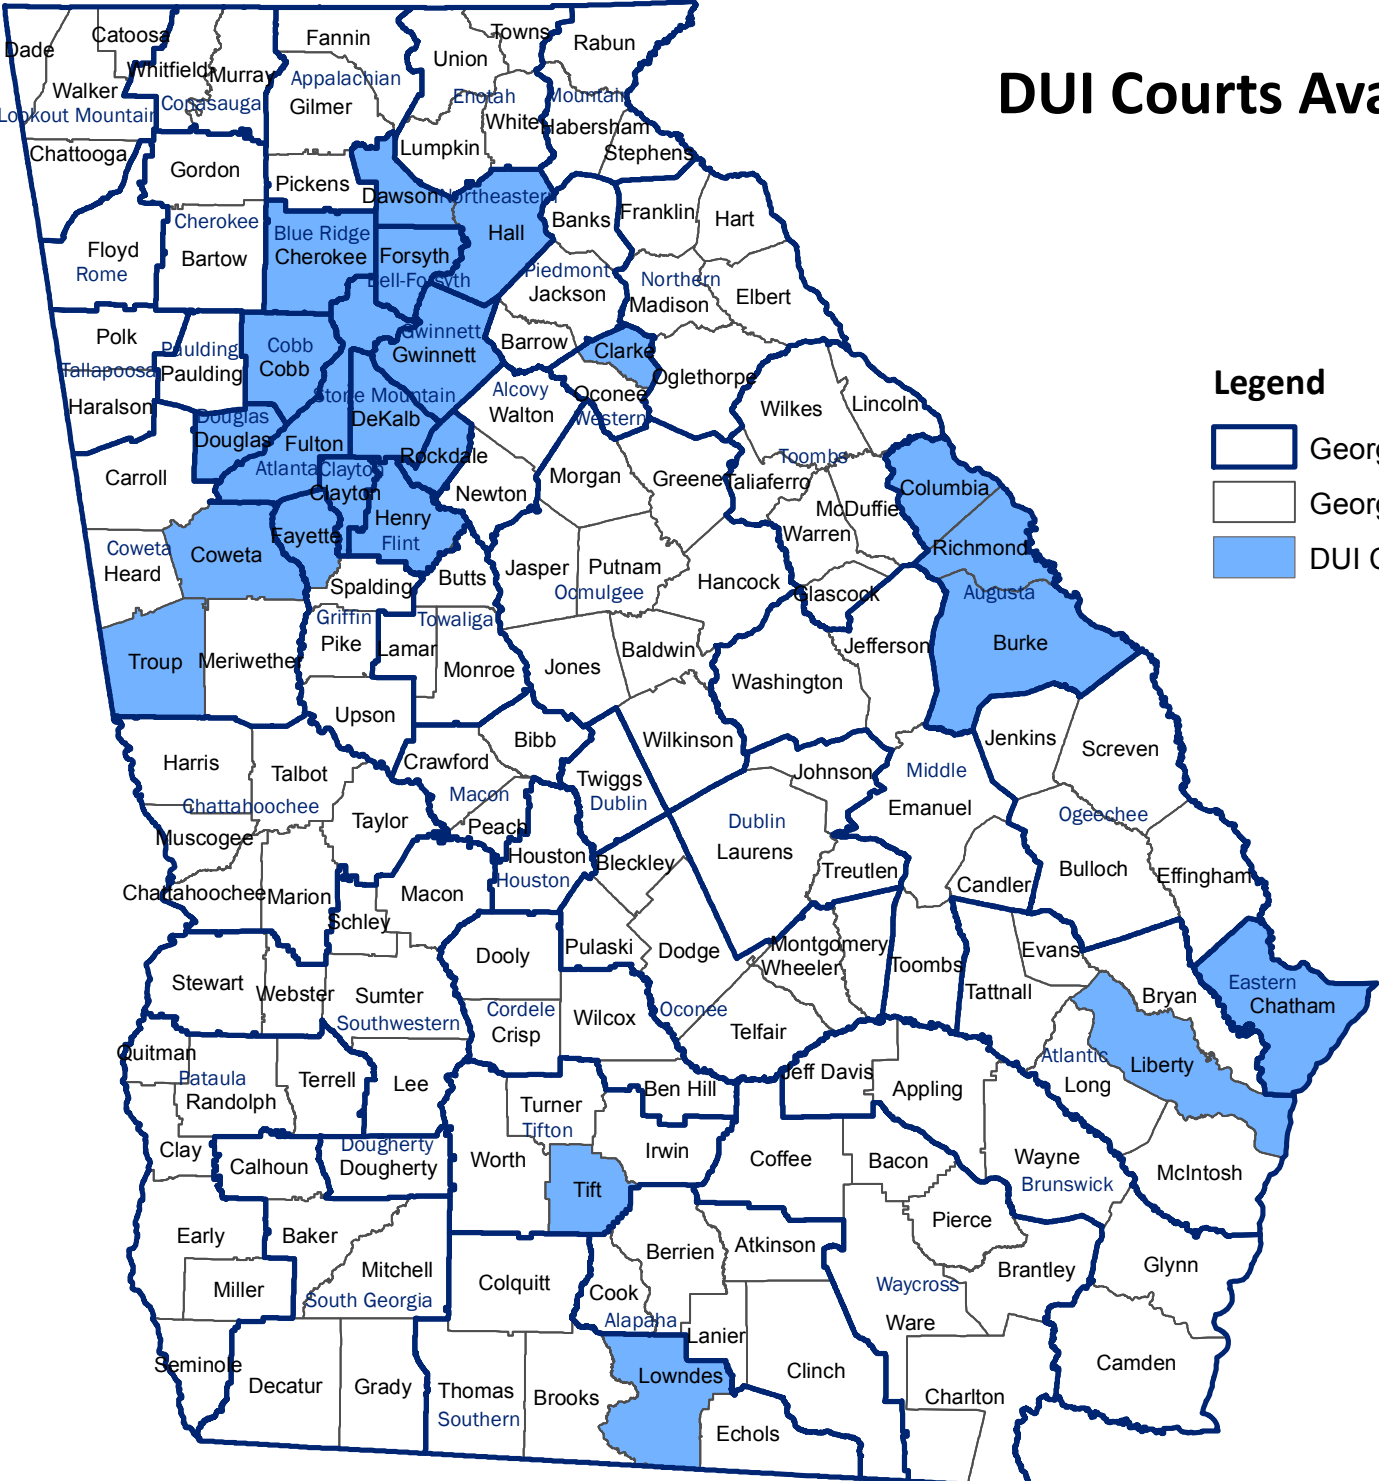 DUI Courts Ava
Legend
Georg
Georg
DUI C
Dade
Catoosa
Whitfield
Murray
Walker
Lookout Mountain
Conasauga
Fannin
Appalachian
Gilmer
Union
Towns
Rabun
Enotah
Mountain
White
Habersham
Stephens
Lumpkin
Chattooga
Gordon
Pickens
Dawson
Northeastern
Hall
Banks
Franklin
Hart
Cherokee
Bartow
Floyd
Rome
Blue Ridge
Cherokee
Forsyth
Bell-Forsyth
Piedmont
Jackson
Northern
Madison
Elbert
Polk
Tallapoosa
Haralson
Paulding
Paulding
Cobb
Cobb
Gwinnett
Gwinnett
Barrow
Clarke
Oglethorpe
Oconee
Western
Alcovy
Walton
Wilkes
Lincoln
Stone Mountain
DeKalb
Douglas
Douglas
Fulton
Atlanta
Clayton
Clayton
Rockdale
Newton
Morgan
Greene
Taliaferro
Toombs
McDuffie
Warren
Columbia
Richmond
Augusta
Burke
Carroll
Coweta
Heard
Coweta
Fayette
Henry
Flint
Spalding
Butts
Jasper
Putnam
Ocmulgee
Hancock
Glascock
Jefferson
Troup
Meriwether
Griffin
Pike
Lamar
Towaliga
Monroe
Jones
Baldwin
Washington
Upson
Harris
Talbot
Crawford
Bibb
Macon
Peach
Twiggs
Dublin
Wilkinson
Johnson
Jenkins
Screven
Middle
Emanuel
Ogeechee
Chattahoochee
Muscogee
Taylor
Houston
Houston
Bleckley
Dublin
Laurens
Treutlen
Candler
Bulloch
Effingham
Chattahoochee
Marion
Macon
Schley
Dooly
Pulaski
Dodge
Montgomery
Wheeler
Toombs
Tattnall
Evans
Bryan
Eastern
Chatham
Stewart
Webster
Sumter
Southwestern
Cordele
Crisp
Wilcox
Oconee
Telfair
Quitman
Pataula
Randolph
Terrell
Lee
Turner
Tifton
Ben Hill
Jeff Davis
Appling
Atlantic
Long
Liberty
Clay
Calhoun
Dougherty
Dougherty
Worth
Tift
Irwin
Coffee
Bacon
Wayne
Brunswick
McIntosh
Early
Baker
Miller
Mitchell
South Georgia
Colquitt
Berrien
Cook
Alapaha
Lanier
Atkinson
Pierce
Brantley
Waycross
Ware
Glynn
Seminole
Decatur
Grady
Thomas
Southern
Brooks
Lowndes
Echols
Clinch
Charlton
Camden